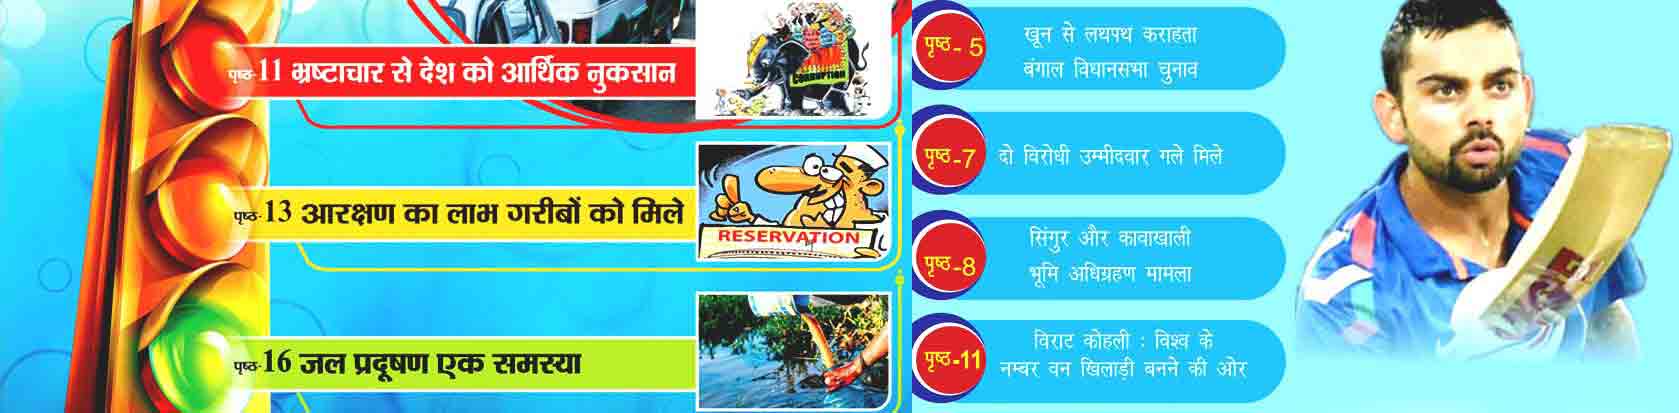 पृष्ठ-11 भ्रष्टाचार से देश को आर्थिक नुकसान
CORRUPTION
पृष्ठ-13 आरक्षण का लाभ गरीबों को मिले
RESERVATION
पृष्ठ-16 जल प्रदूषण एक समस्या
पृष्ठ- 5
खून से लथपथ कराहता
बंगाल विधानसभा चुनाव
पृष्ठ-7
दो विरोधी उम्मीदवार गले मिले
पृष्ठ-8
सिंगुर और कावाखाली
भूमि अधिग्रहण मामला
पृष्ठ-11
विराट कोहली : विश्व के
नम्बर वन खिलाड़ी बनने की ओर